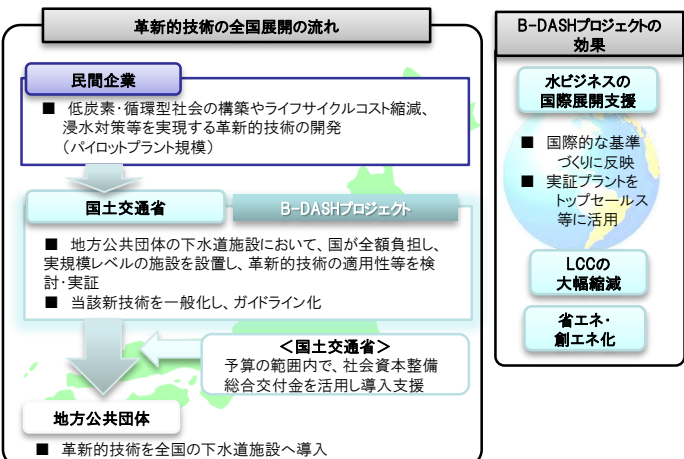 革新的技術の全国展開の流れ
民間企業
■ 低炭素・循環型社会の構築やライフサイクルコスト縮減、
浸水対策等を実現する革新的技術の開発
（パイロットプラント規模）
国土交通省
B-DASHプロジェクト
■ 地方公共団体の下水道施設において、国が全額負担し、
実規模レベルの施設を設置し、革新的技術の適用性等を検
討・実証
■ 当該新技術を一般化し、ガイドライン化
＜国土交通省＞
予算の範囲内で、社会資本整備
総合交付金を活用し導入支援
地方公共団体
■ 革新的技術を全国の下水道施設へ導入
B-DASHプロジェクトの
効果
水ビジネスの
国際展開支援
■ 国際的な基準
づくりに反映
■ 実証プラントを
トップセールス
等に活用
LCCの
大幅縮減
省エネ・
創エネ化